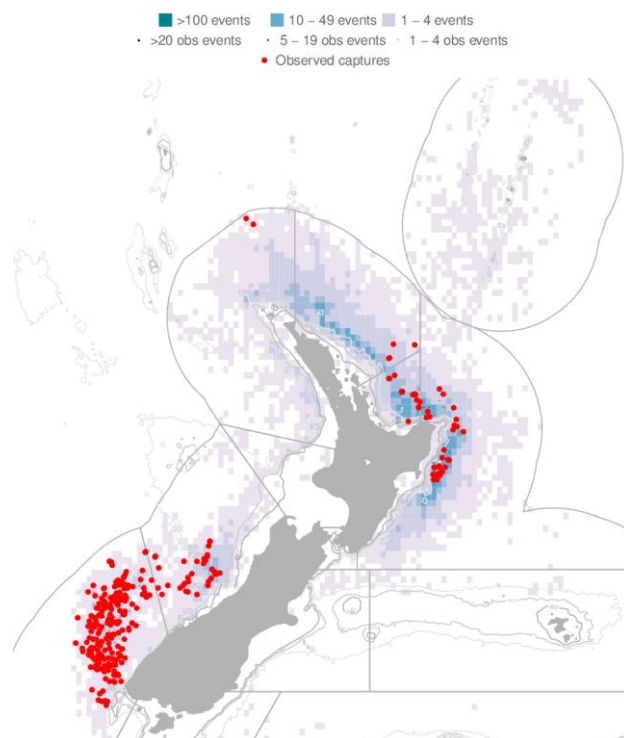 >100 events 10 – 49 events 1 – 4 events
>20 obs events 5 – 19 obs events 1 – 4 obs events
Observed captures